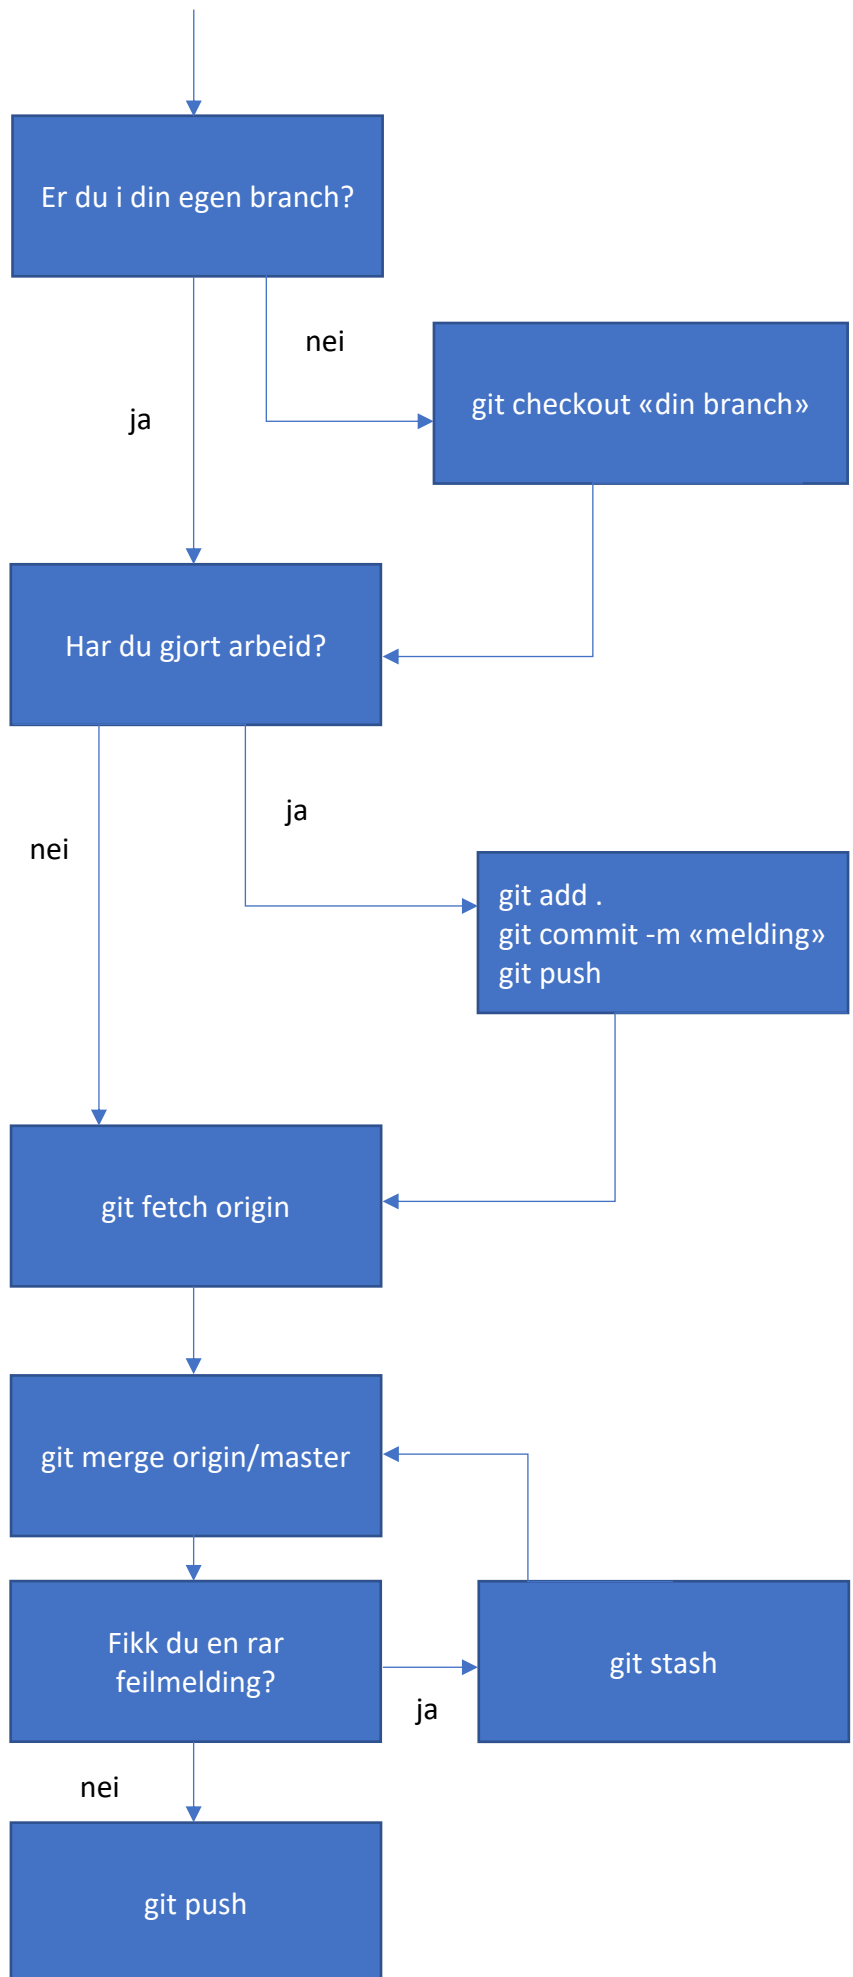 Er du i din egen branch?
nei
git checkout «din branch»
ja
Har du gjort arbeid?
ja
nei
git add .
git commit -m «melding»
git push
git fetch origin
git merge origin/master
Fikk du en rar
feilmelding?
git stash
ja
nei
git push